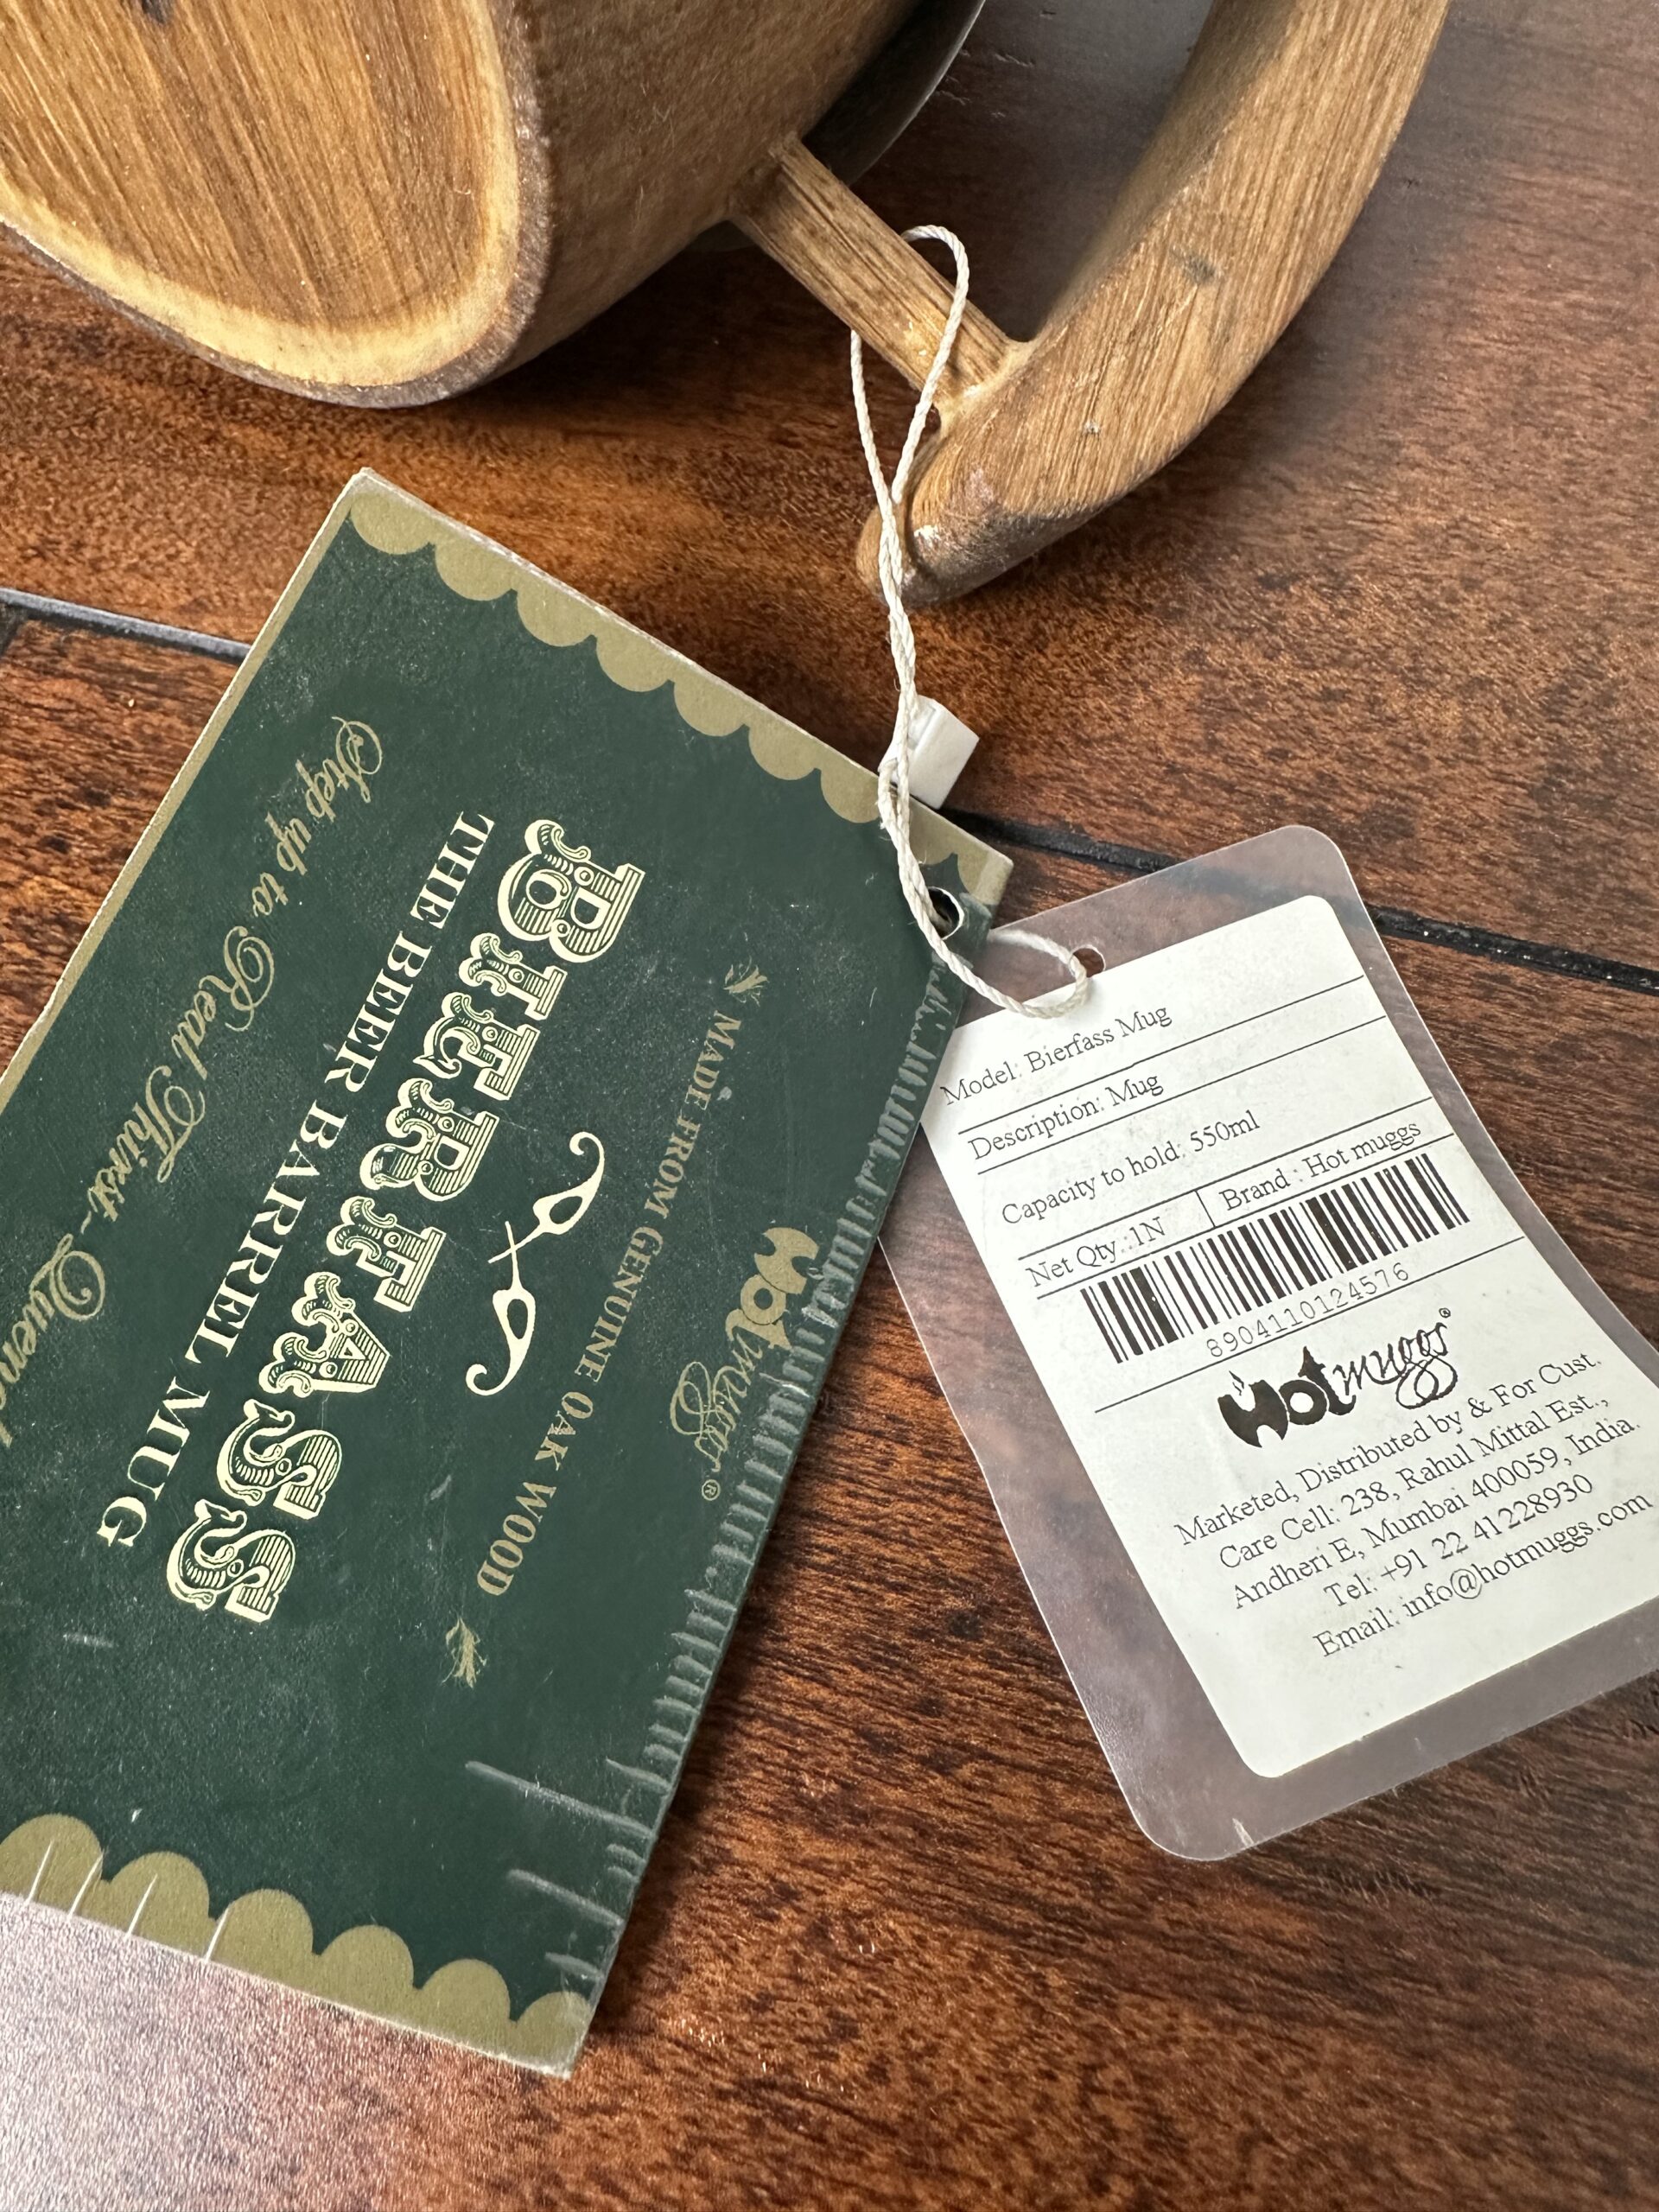 Hotmuggs®
MADE FROM GENUINE OAK WOOD
BIERFASS
THE BEER BARREL MUG
Step up to Real Thirst~
Model: Bierfass Mug
Description: Mug
Capacity to hold: 550ml
Net Qty.:1N Brand : Hot muggs
8904110124576
Hotmuggs®
Marketed, Distributed by & For Cust.
Care Cell: 238, Rahul Mittal Est.,
Andheri E, Mumbai 400059, India.
Tel: +91 22 41228930
Email: info@hotmuggs.com